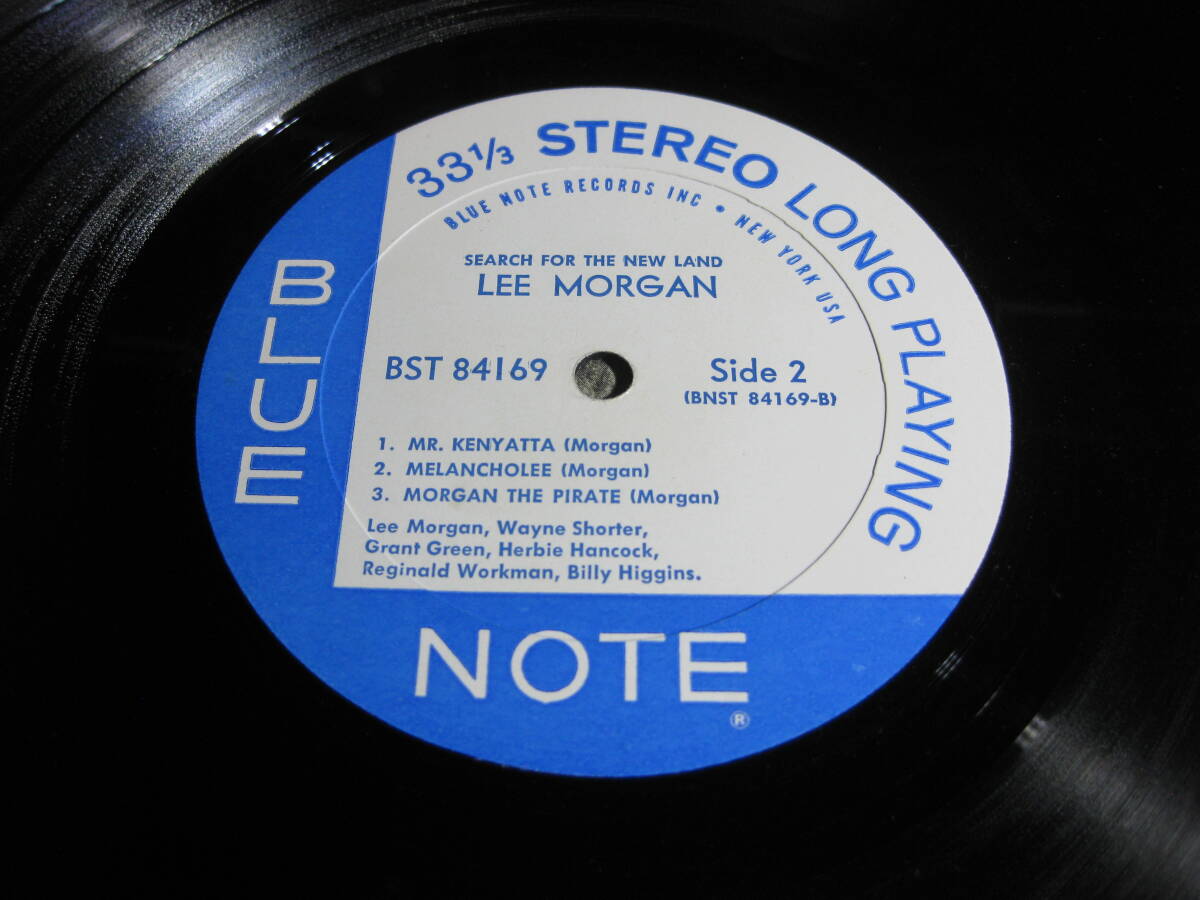 33⅓ STEREO LONG PLAYING
BLUE NOTE RECORDS INC • NEW YORK USA
SEARCH FOR THE NEW LAND
LEE MORGAN
BST 84169
Side 2
(BNST 84169-B)
1. MR. KENYATTA (Morgan)
2. MELANCHOLEE (Morgan)
3. MORGAN THE PIRATE (Morgan)
Lee Morgan, Wayne Shorter,
Grant Green, Herbie Hancock,
Reginald Workman, Billy Higgins.
BLUE
NOTE
®